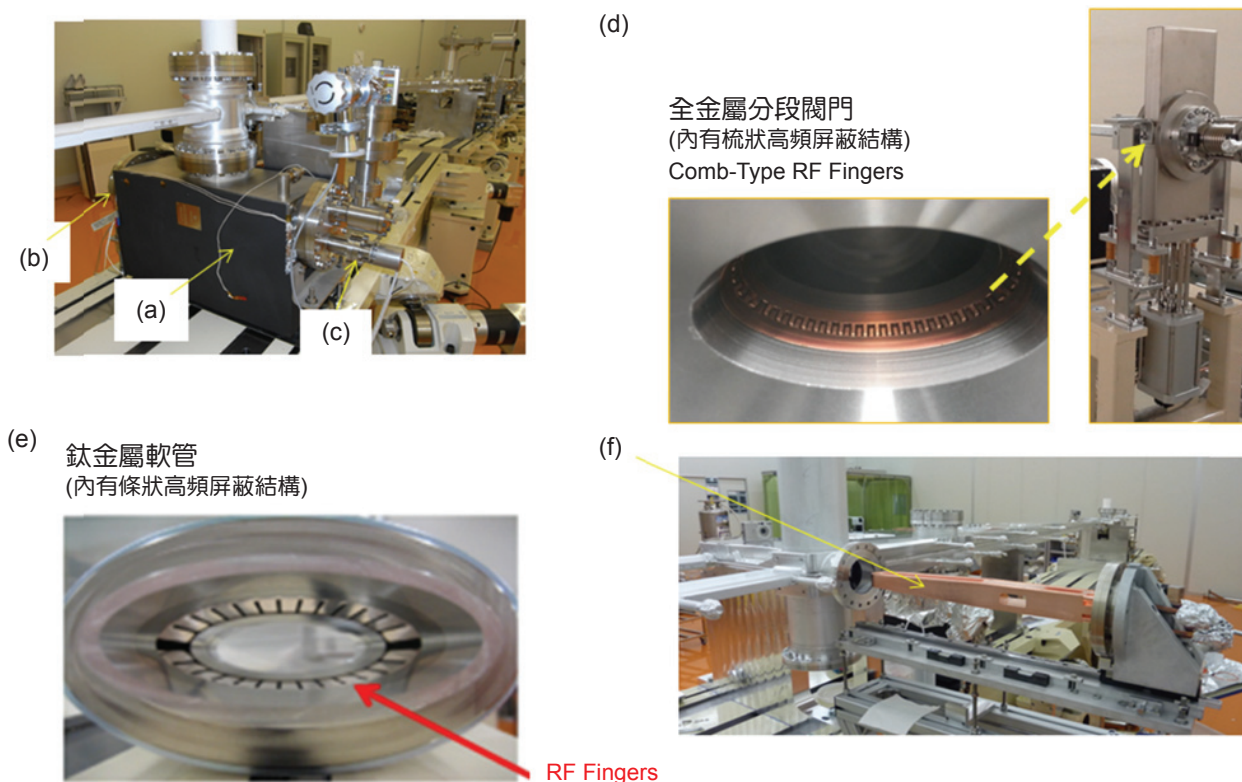 (a)
(b)
(c)
(d)
全金屬分段閥門
(內有梳狀高頻屏蔽結構)
Comb-Type RF Fingers
(e)
鈦金屬軟管
(內有條狀高頻屏蔽結構)
RF Fingers
(f)